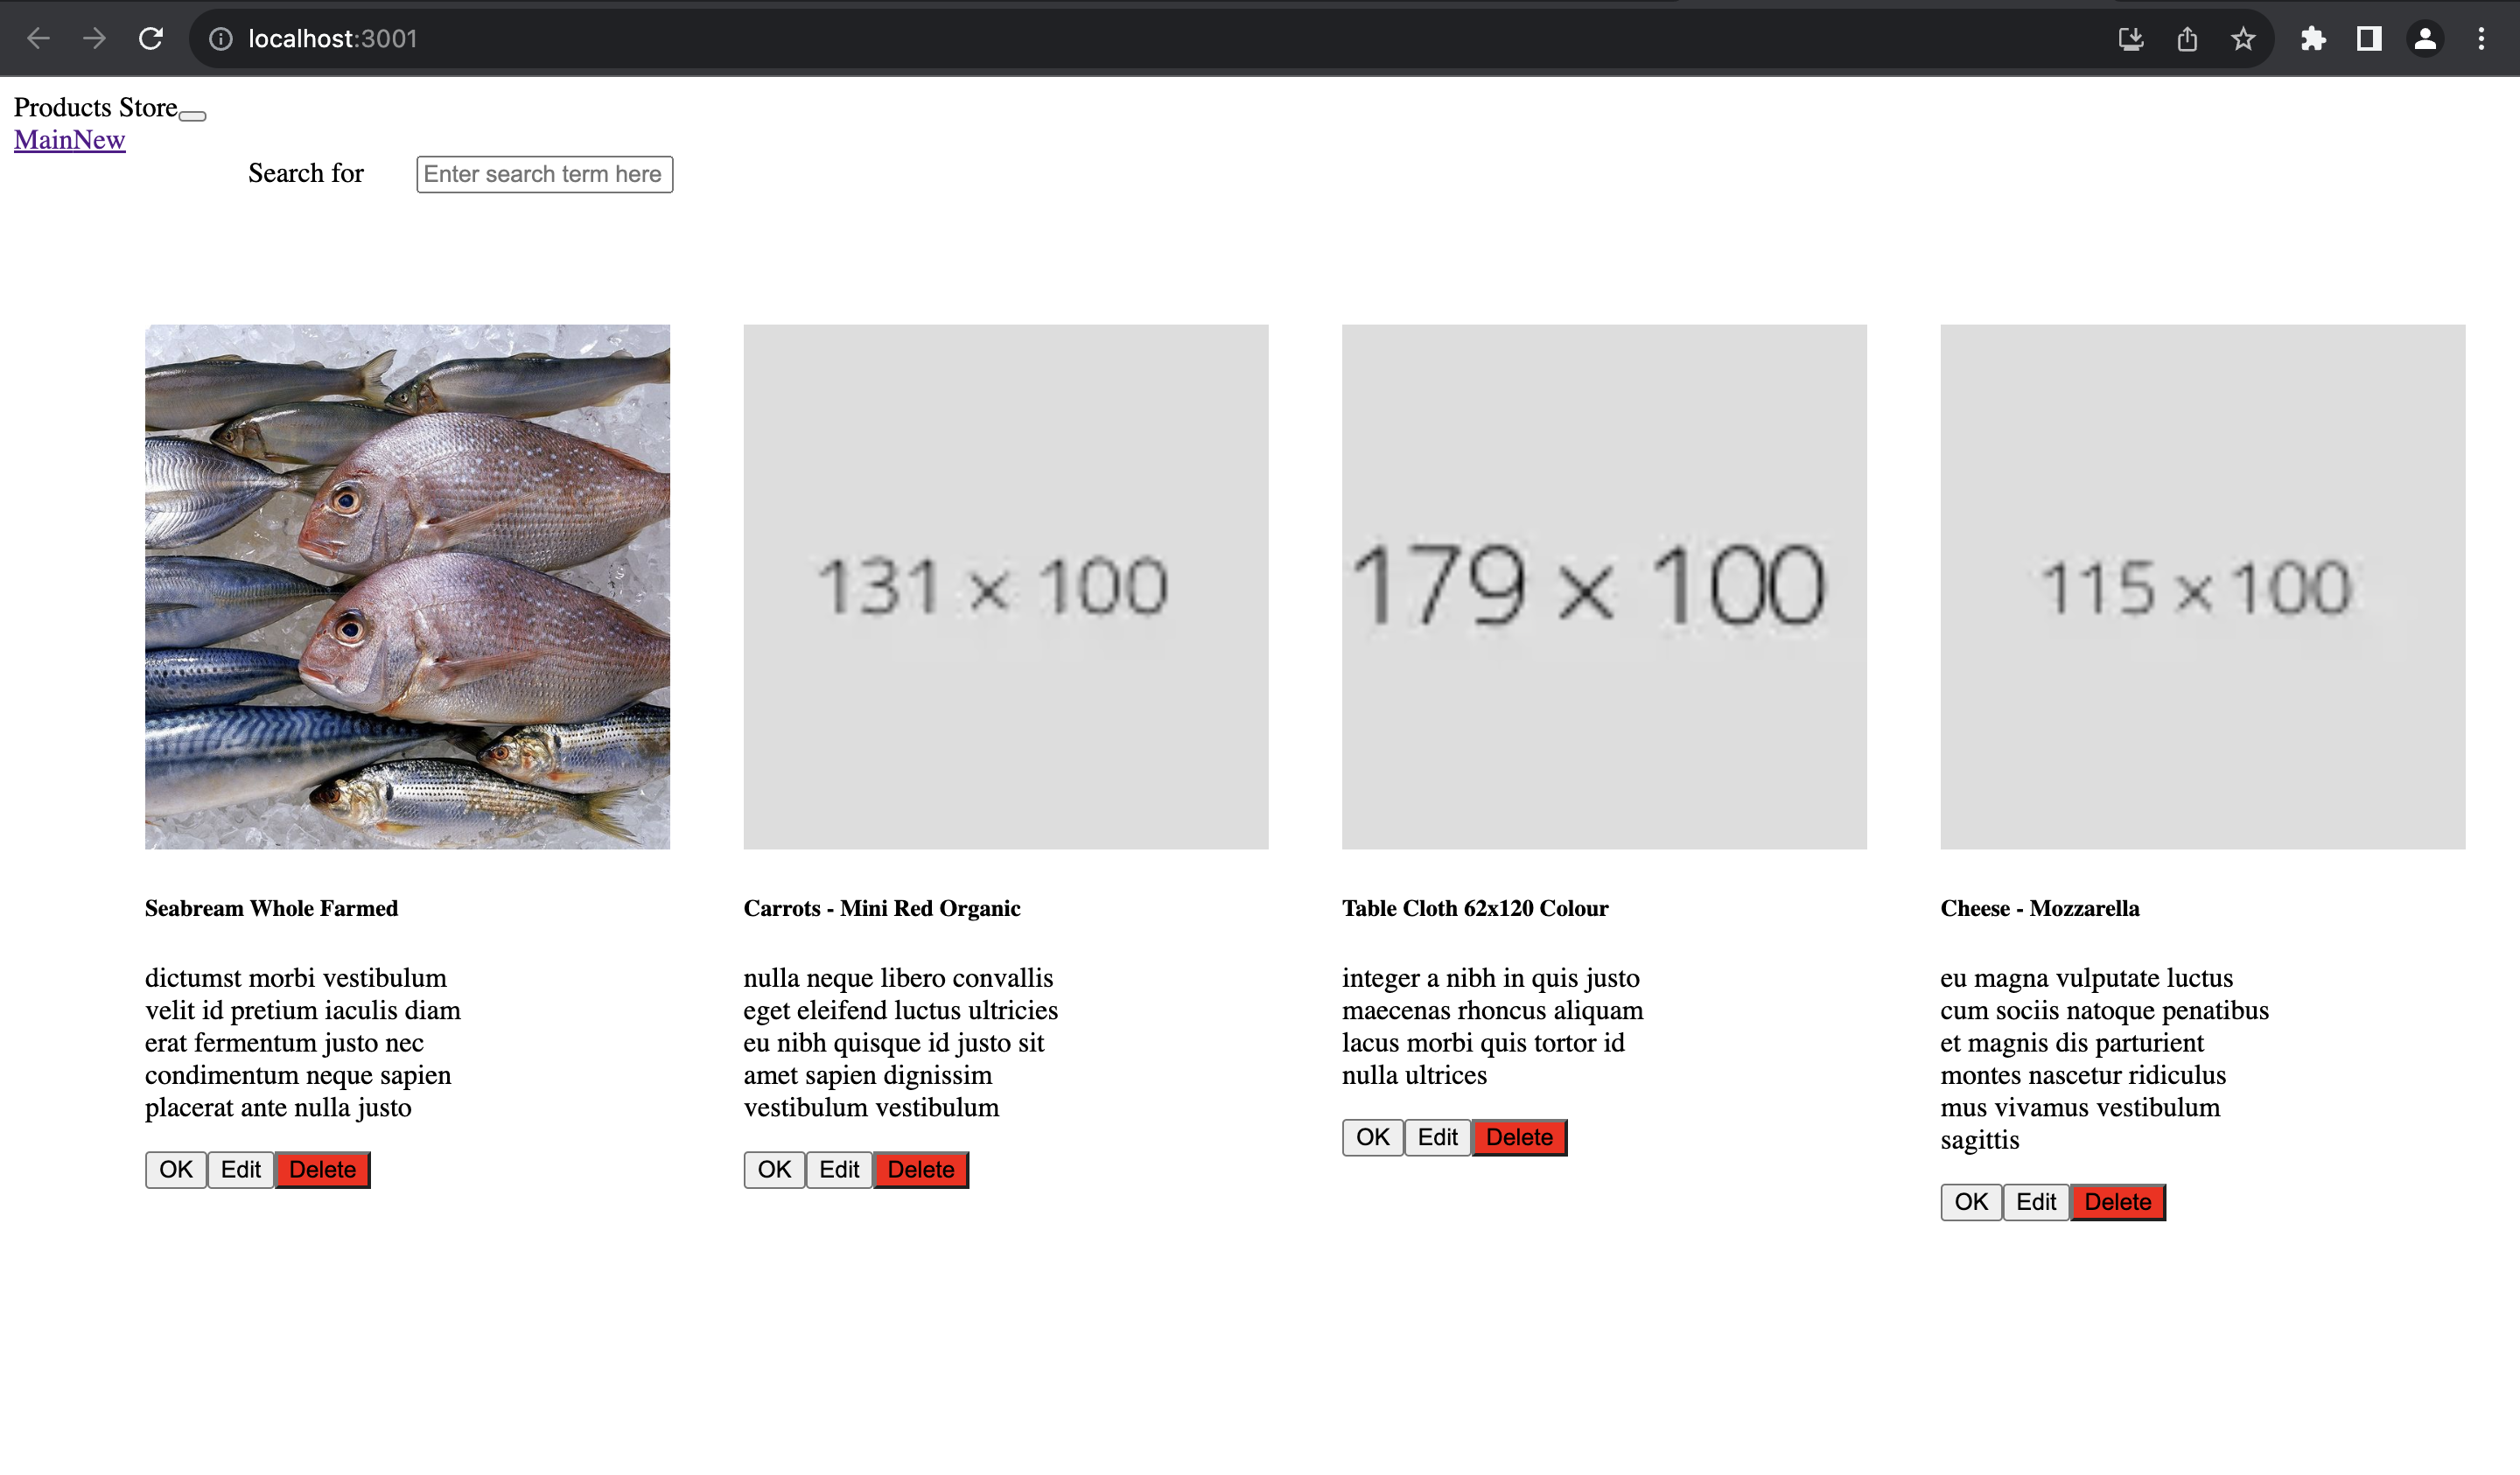 localhost:3001
Products Store
MainNew
Search for Enter search term here
131 × 100
179 × 100
115 × 100
Seabream Whole Farmed
dictumst morbi vestibulum
velit id pretium iaculis diam
erat fermentum justo nec
condimentum neque sapien
placerat ante nulla justo
OK Edit Delete
Carrots - Mini Red Organic
nulla neque libero convallis
eget eleifend luctus ultricies
eu nibh quisque id justo sit
amet sapien dignissim
vestibulum vestibulum
OK Edit Delete
Table Cloth 62x120 Colour
integer a nibh in quis justo
maecenas rhoncus aliquam
lacus morbi quis tortor id
nulla ultrices
OK Edit Delete
Cheese - Mozzarella
eu magna vulputate luctus
cum sociis natoque penatibus
et magnis dis parturient
montes nascetur ridiculus
mus vivamus vestibulum
sagittis
OK Edit Delete